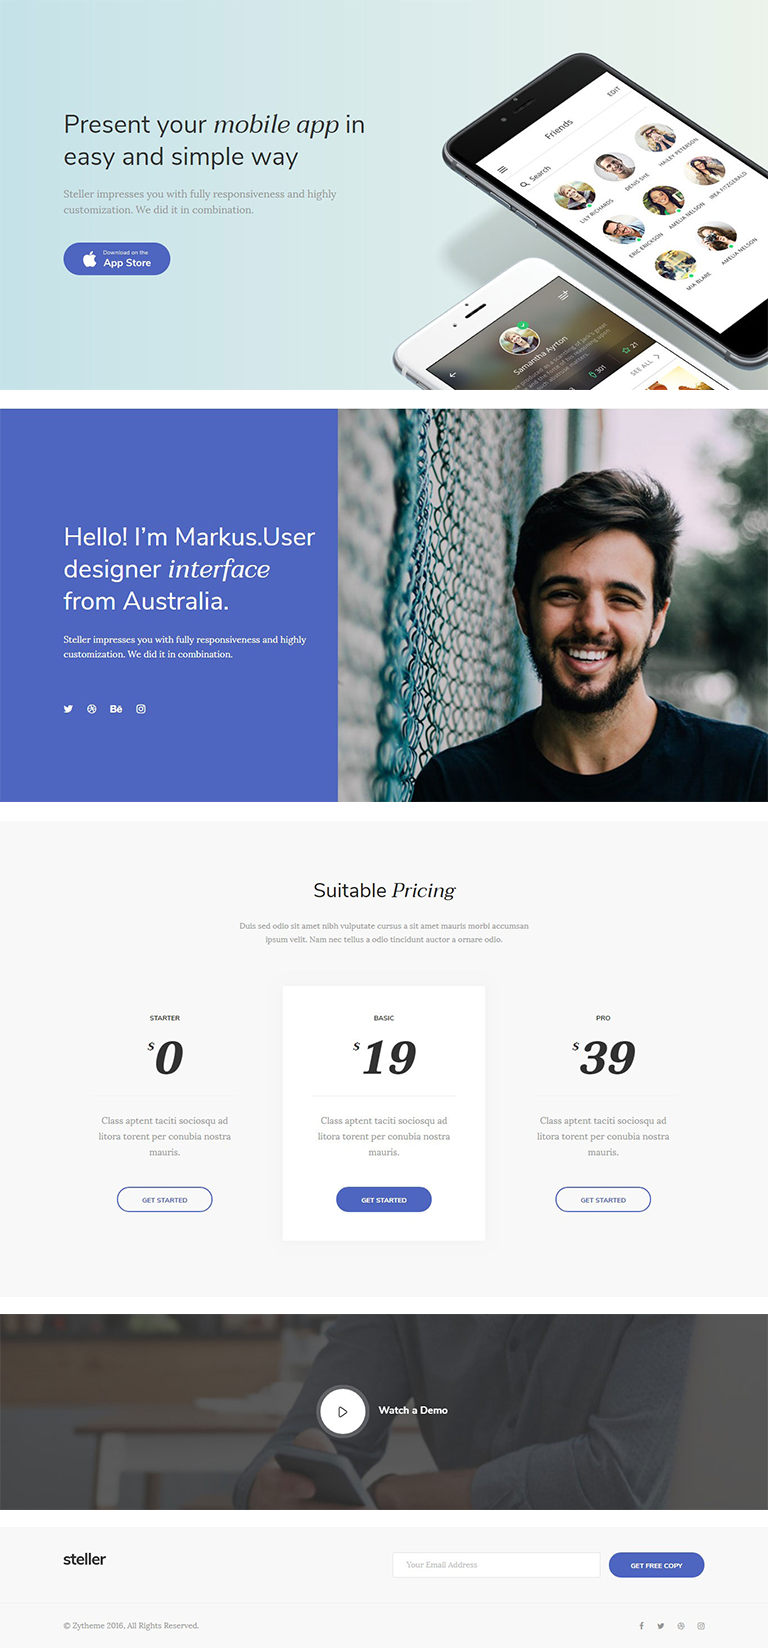 Present your mobile app in
easy and simple way
Steller impresses you with fully responsiveness and highly
customization. We did it in combination.
Download on the
App Store
EDIT
Friends
Search
HAILEY PETERSON
DENIS SHE
LILY RICHARDS
INEA FITZGERALD
AMELIA NELSON
ERIC ERICKSON
AMELIA NELSON
MIA BLARE
Samantha Ayrton
21
301
SEE ALL
Hello! I'm Markus.User
designer interface
from Australia.
Steller impresses you with fully responsiveness and highly
customization. We did it in combination.
Bē
Suitable Pricing
Duis sed odio sit amet nibh vulputate cursus a sit amet mauris morbi accumsan
ipsum velit. Nam nec tellus a odio tincidunt auctor a ornare odio.
STARTER
$0
Class aptent taciti sociosqu ad
litora torent per conubia nostra
mauris.
GET STARTED
BASIC
$19
Class aptent taciti sociosqu ad
litora torent per conubia nostra
mauris.
GET STARTED
PRO
$39
Class aptent taciti sociosqu ad
litora torent per conubia nostra
mauris.
GET STARTED
Watch a Demo
steller
Your Email Address
GET FREE COPY
© Zytheme 2016, All Rights Reserved.